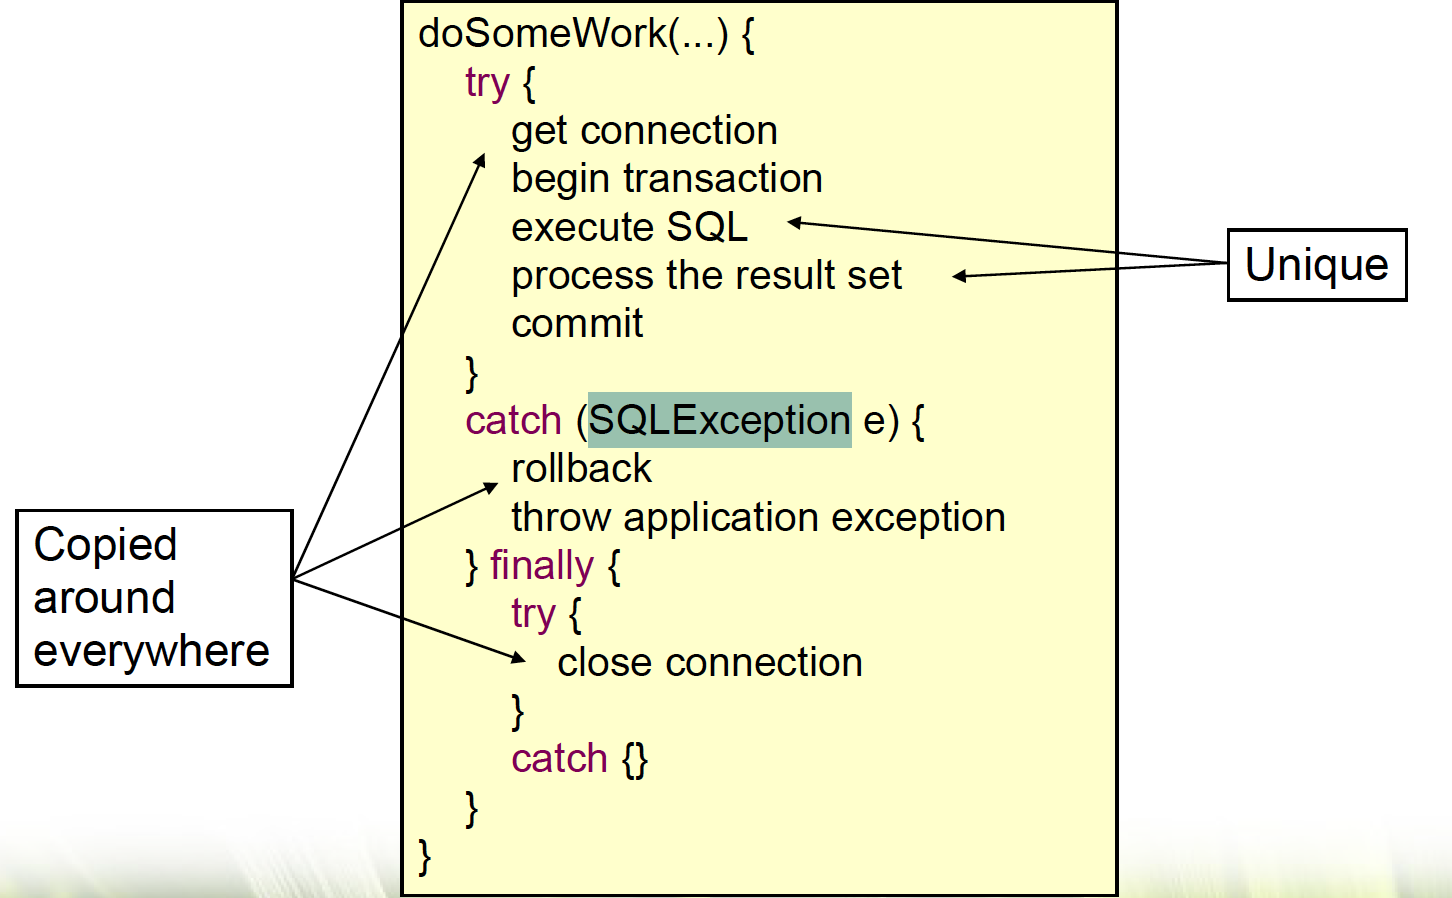 doSomeWork(...) {
try {
get connection
begin transaction
execute SQL
process the result set
commit
}
catch (SQLException e) {
rollback
throw application exception
} finally {
try {
close connection
}
catch {}
}
}
Unique
Copied
around
everywhere